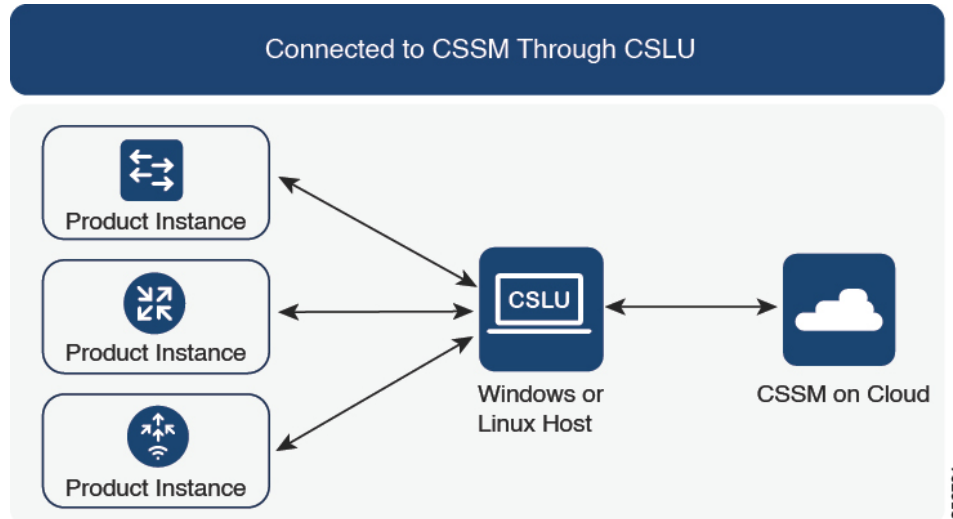 Connected to CSSM Through CSLU
Product Instance
Product Instance
Product Instance
CSLU
Windows or
Linux Host
CSSM on Cloud